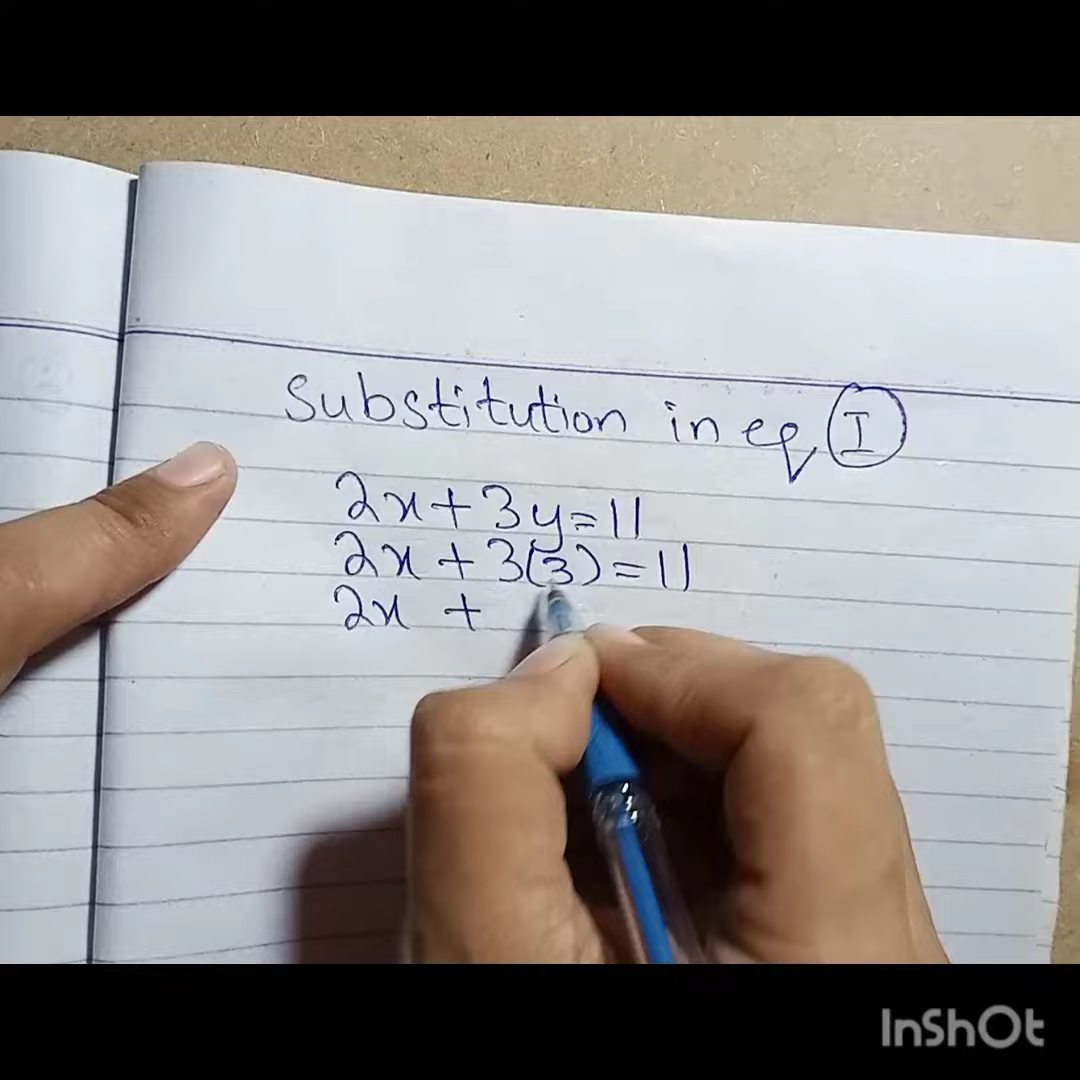 Substitution in eq I
2x + 3y = 11
2x + 3(3) = 11
2x +
InShOt